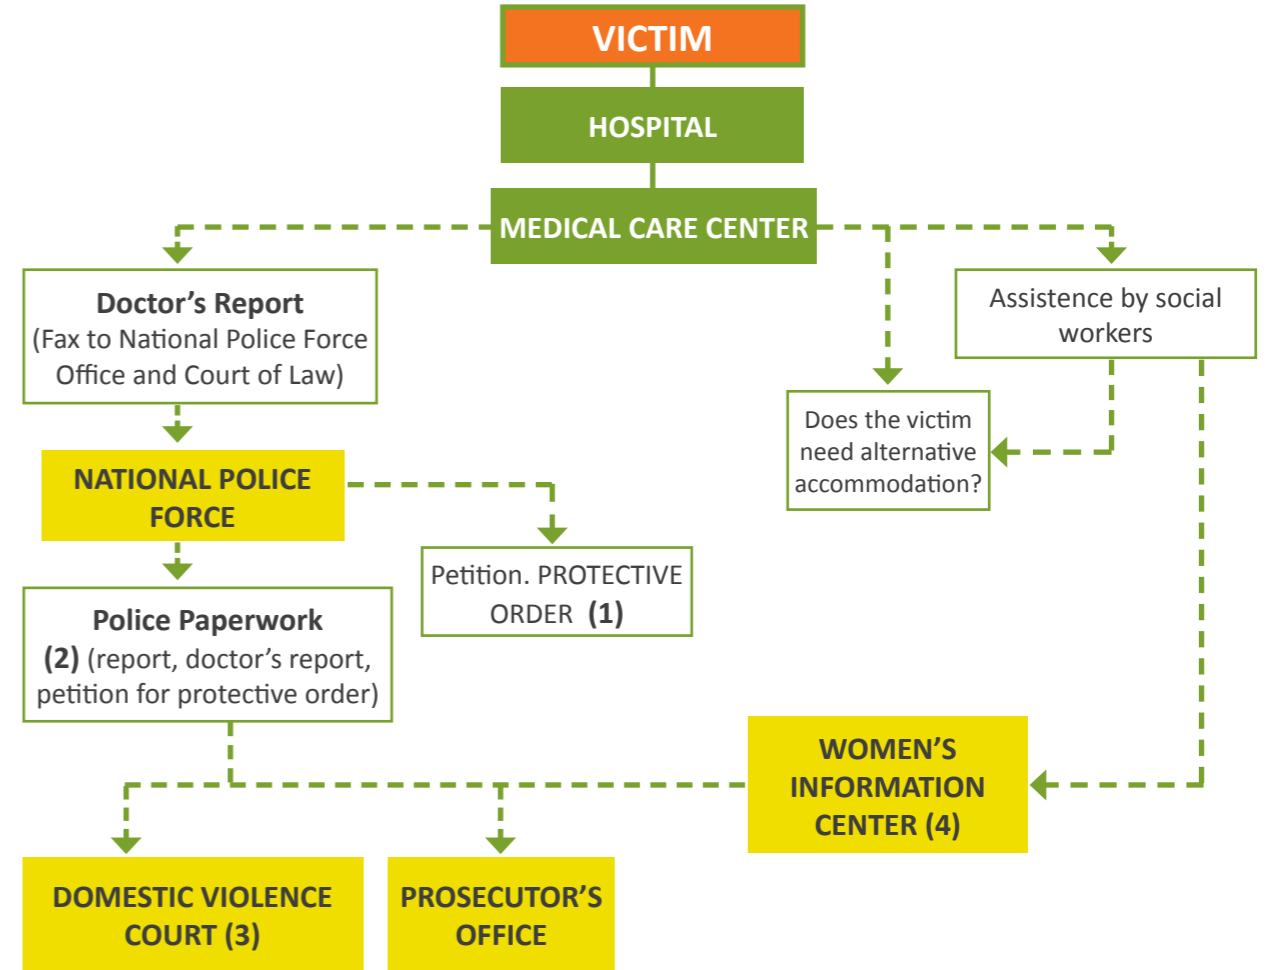 VICTIM
HOSPITAL
MEDICAL CARE CENTER
Doctor’s Report
(Fax to National Police Force
Office and Court of Law)
Assistence by social
workers
Does the victim
need alternative
accommodation?
NATIONAL POLICE
FORCE
Petition. PROTECTIVE
ORDER (1)
Police Paperwork
(2) (report, doctor’s report,
petition for protective order)
WOMEN’S
INFORMATION
CENTER (4)
DOMESTIC VIOLENCE
COURT (3)
PROSECUTOR’S
OFFICE